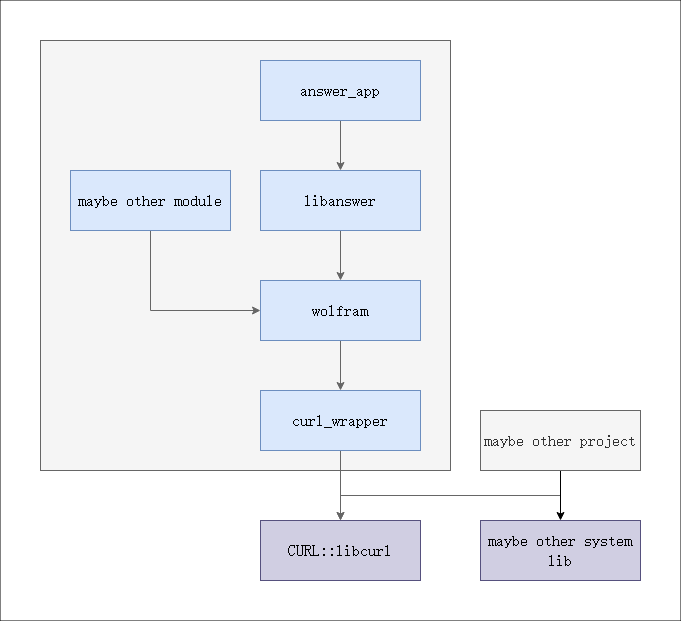 answer_app
maybe other module
libanswer
wolfram
curl_wrapper
maybe other project
CURL::libcurl
maybe other system
lib